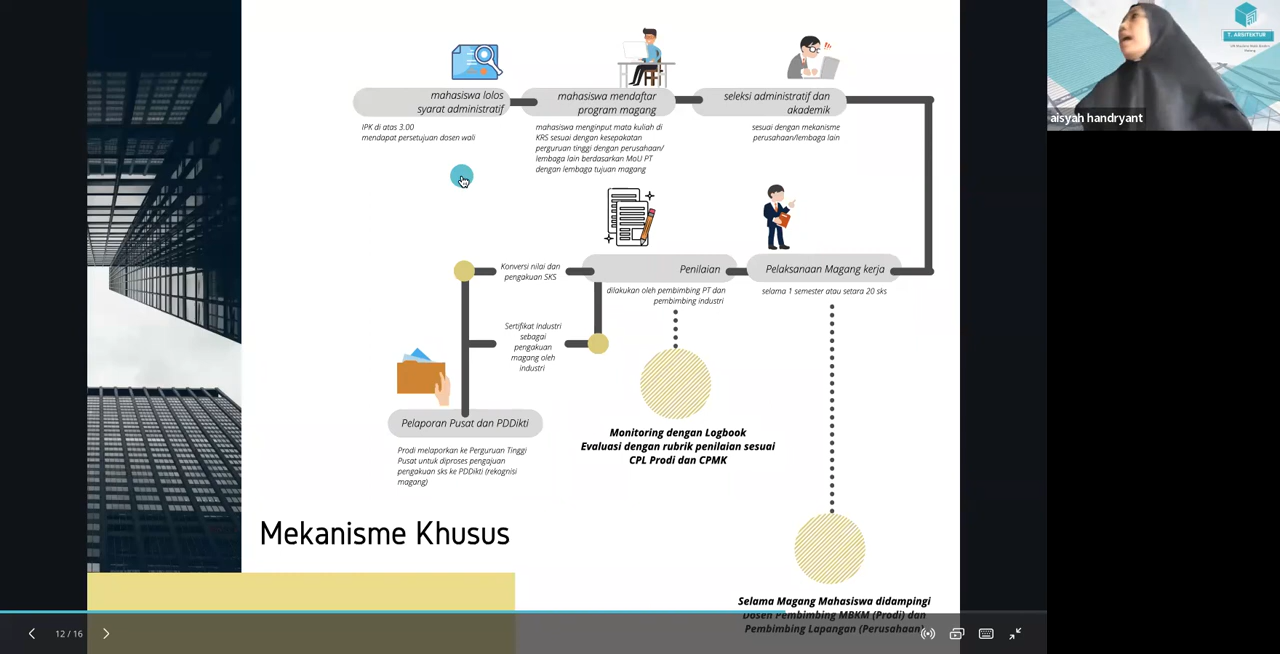 mahasiswa lolos
syarat administratif
IPK di atas 3.00
mendapat persetujuan dosen wali
mahasiswa mendaftar
program magang
mahasiswa menginput mata kuliah di
KRS sesuai dengan kesepakatan
perguruan tinggi dengan perusahaan/
lembaga lain berdasarkan MoU PT
dengan lembaga tujuan magang
seleksi administratif dan
akademik
sesuai dengan mekanisme
perusahaan/lembaga lain
Pelaksanaan Magang kerja
selama 1 semester atau setara 20 sks
Penilaian
dilakukan oleh pembimbing PT dan
pembimbing industri
Konversi nilai dan
pengakuan SKS
Sertifikat Industri
sebagai
pengakuan
magang oleh
industri
Pelaporan Pusat dan PDDikti
Prodi melaporkan ke Perguruan Tinggi
Pusat untuk diproses pengajuan
pengakuan sks ke PDDikti (rekognisi
magang)
Monitoring dengan Logbook
Evaluasi dengan rubrik penilaian sesuai
CPL Prodi dan CPMK
Mekanisme Khusus
Selama Magang Mahasiswa didampingi
Dosen Pembimbing MBKM (Prodi) dan
Pembimbing Lapangan (Perusahaan)
12 / 16
T. ARSITEKTUR
aisyah handryant